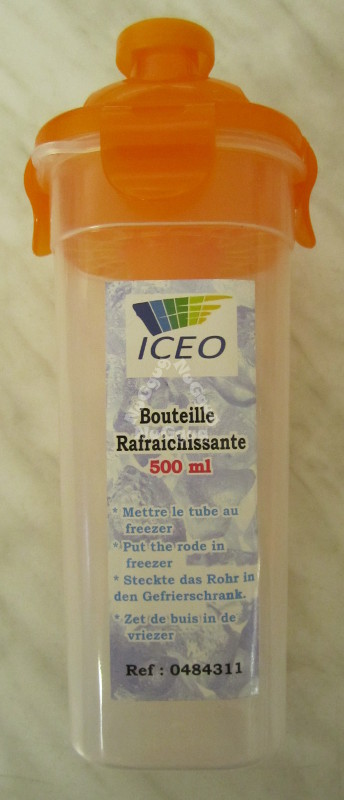 ICEO
Bouteille
Rafraichissante
500 ml
* Mettre le tube au
freezer
* Put the rode in
freezer
* Steckte das Rohr in
den Gefrierschrank.
* Zet de buis in de
vriezer
Ref : 0484311